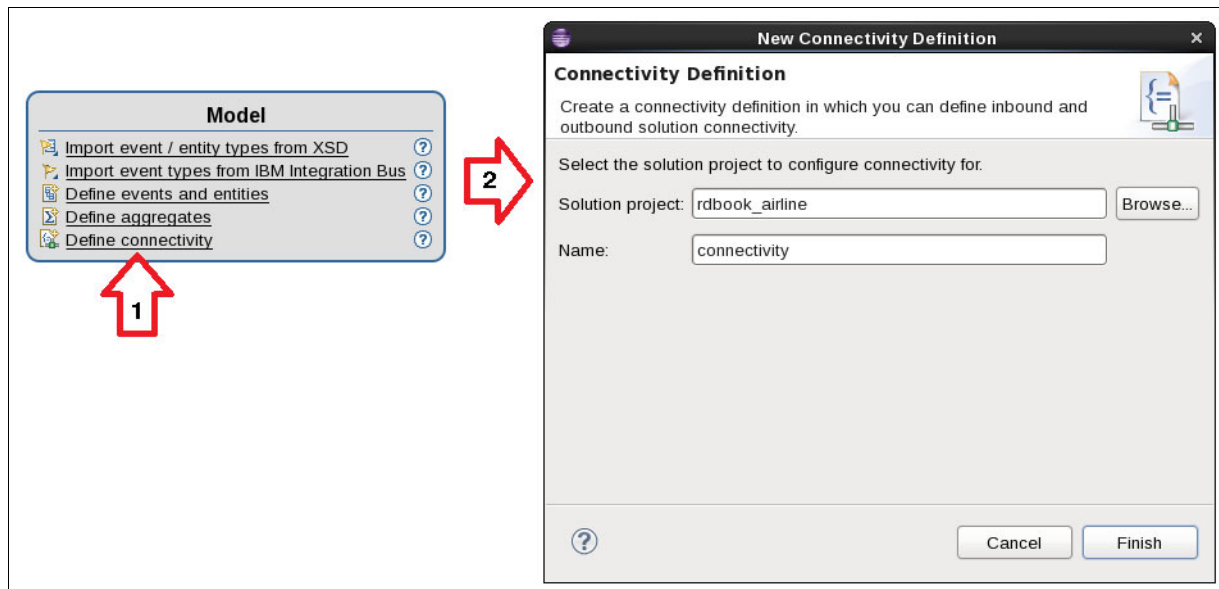 Model
Import event / entity types from XSD
Import event types from IBM Integration Bus
Define events and entities
Define aggregates
Define connectivity
1
2
New Connectivity Definition
Connectivity Definition
Create a connectivity definition in which you can define inbound and
outbound solution connectivity.
Select the solution project to configure connectivity for.
Solution project: rdbook_airline Browse...
Name: connectivity
Cancel Finish